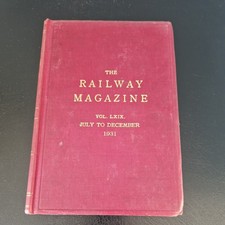 THE
RAILWAY
MAGAZINE
VOL. LXIX.
JULY TO DECEMBER
1931